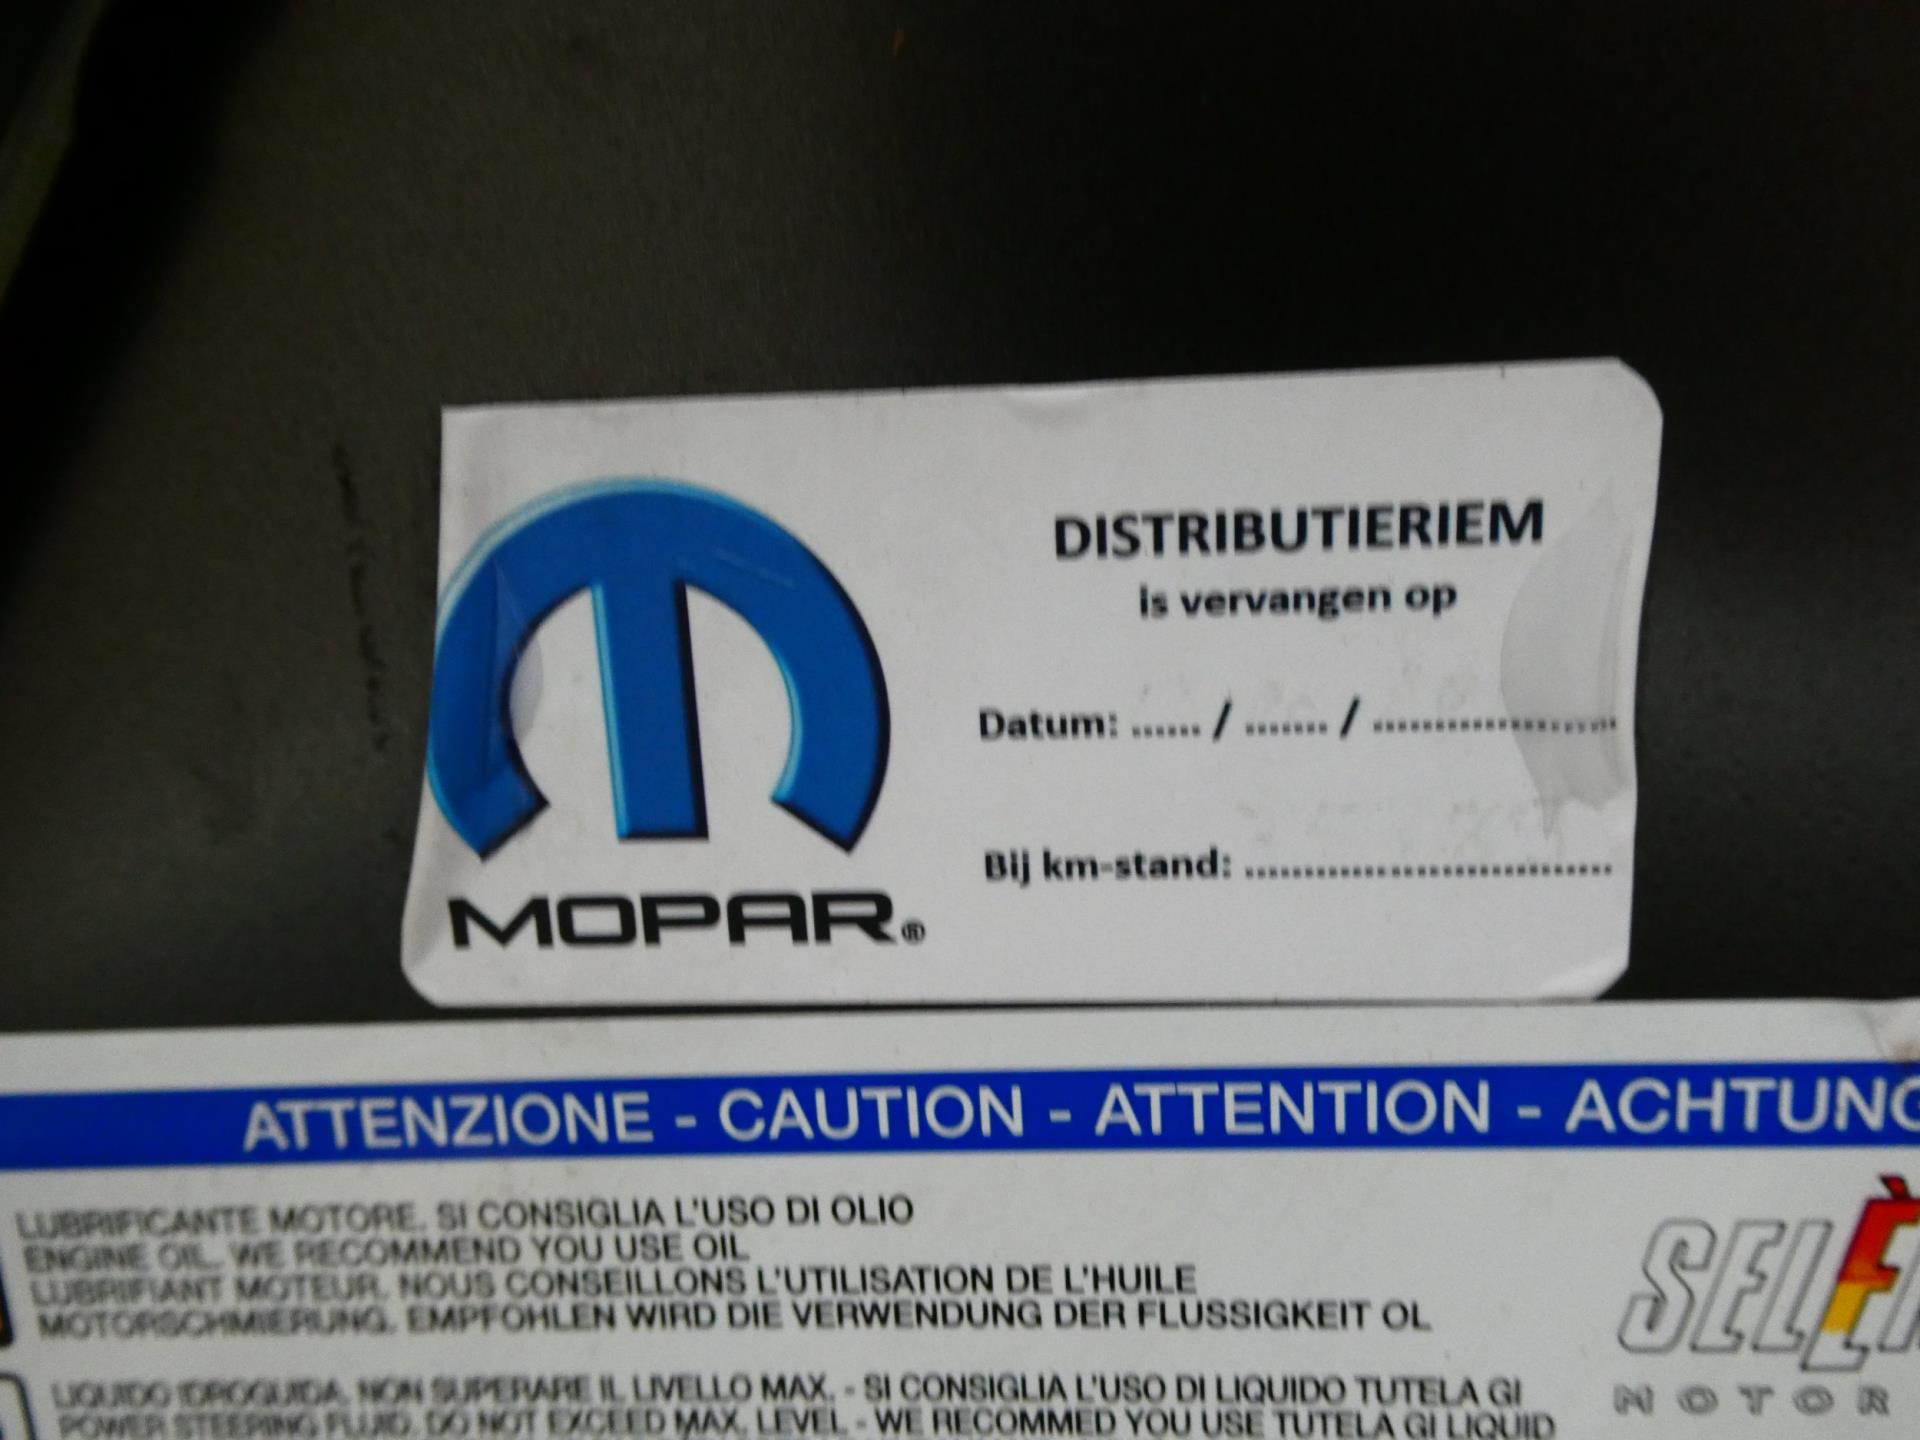 DISTRIBUTIERIEM
is vervangen op
Datum: ...... / ....... / ........................
Bij km-stand: .....................................
MOPAR®
ATTENZIONE - CAUTION - ATTENTION - ACHTUNG
LUBRIFICANTE MOTORE. SI CONSIGLIA L'USO DI OLIO
ENGINE OIL. WE RECOMMEND YOU USE OIL
LUBRIFIANT MOTEUR. NOUS CONSEILLONS L'UTILISATION DE L'HUILE
MOTORSCHMIERUNG. EMPFOHLEN WIRD DIE VERWENDUNG DER FLUSSIGKEIT OL
LIQUIDO IDROGUIDA. NON SUPERARE IL LIVELLO MAX. - SI CONSIGLIA L'USO DI LIQUIDO TUTELA GI
POWER STEERING FLUID. DO NOT EXCEED MAX. LEVEL - WE RECOMMED YOU USE TUTELA GI LIQUID
SELÈN
MOTOR